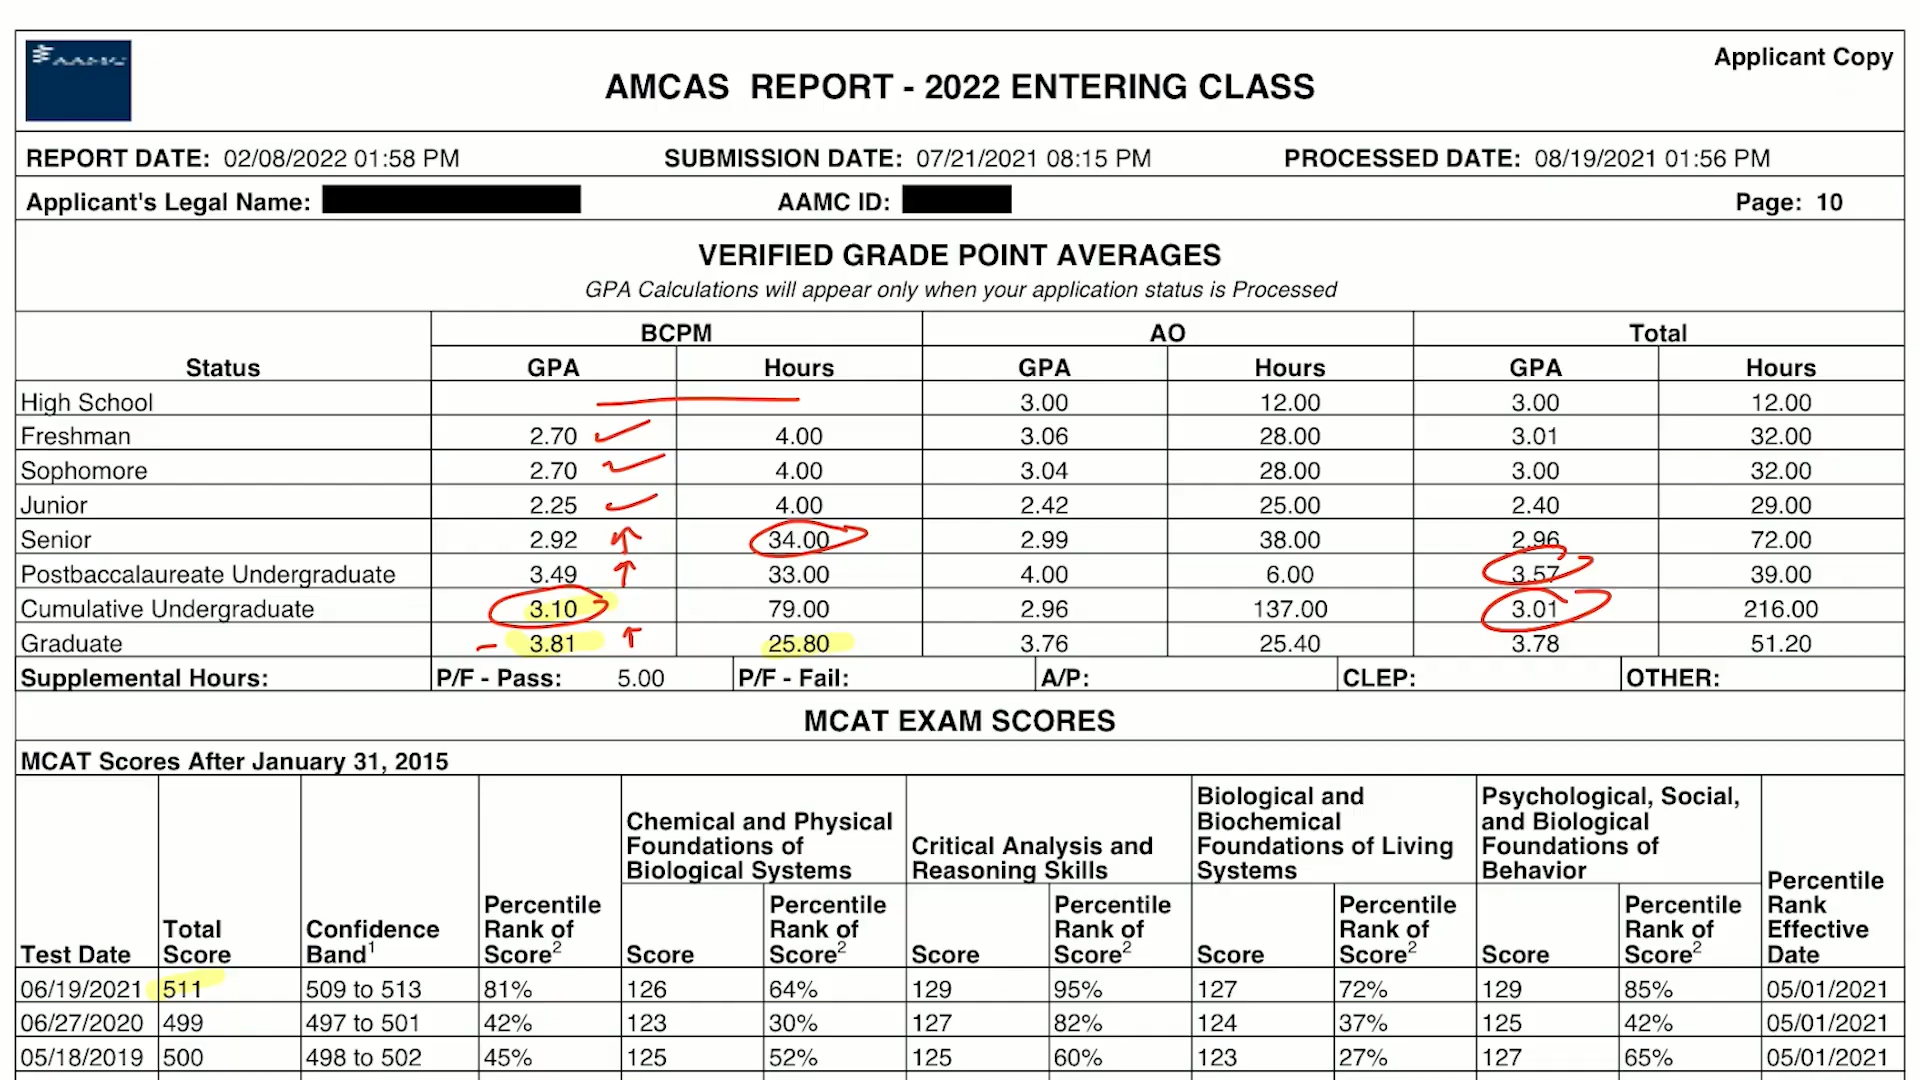 AAMC
Applicant Copy
AMCAS REPORT - 2022 ENTERING CLASS
REPORT DATE: 02/08/2022 01:58 PM SUBMISSION DATE: 07/21/2021 08:15 PM PROCESSED DATE: 08/19/2021 01:56 PM
Applicant's Legal Name: AAMC ID: Page: 10
VERIFIED GRADE POINT AVERAGES
GPA Calculations will appear only when your application status is Processed
BCPM AO Total
Status GPA Hours GPA Hours GPA Hours
High School 3.00 12.00 3.00 12.00
Freshman 2.70 4.00 3.06 28.00 3.01 32.00
Sophomore 2.70 4.00 3.04 28.00 3.00 32.00
Junior 2.25 4.00 2.42 25.00 2.40 29.00
Senior 2.92 34.00 2.99 38.00 2.96 72.00
Postbaccalaureate Undergraduate 3.49 33.00 4.00 6.00 3.57 39.00
Cumulative Undergraduate 3.10 79.00 2.96 137.00 3.01 216.00
Graduate 3.81 25.80 3.76 25.40 3.78 51.20
Supplemental Hours: P/F - Pass: 5.00 P/F - Fail: A/P: CLEP: OTHER:
MCAT EXAM SCORES
MCAT Scores After January 31, 2015
Chemical and Physical
Foundations of
Biological Systems
Critical Analysis and
Reasoning Skills
Biological and
Biochemical
Foundations of Living
Systems
Psychological, Social,
and Biological
Foundations of
Behavior
Test Date
Total
Score
Confidence
Band1
Percentile
Rank of
Score2
Score
Percentile
Rank of
Score2
Score
Percentile
Rank of
Score2
Score
Percentile
Rank of
Score2
Score
Percentile
Rank of
Score2
Percentile
Rank
Effective
Date
06/19/2021 511 509 to 513 81% 126 64% 129 95% 127 72% 129 85% 05/01/2021
06/27/2020 499 497 to 501 42% 123 30% 127 82% 124 37% 125 42% 05/01/2021
05/18/2019 500 498 to 502 45% 125 52% 125 60% 123 27% 127 65% 05/01/2021